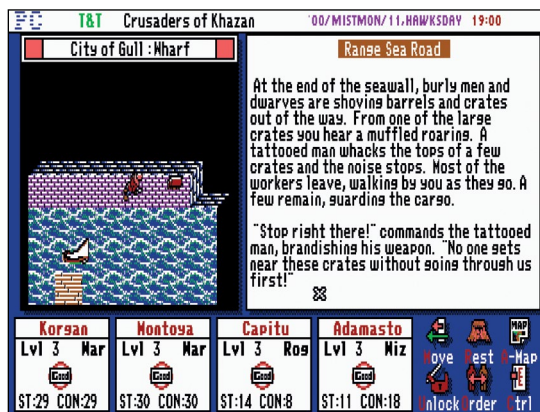 PC T&T Crusaders of Khazan '00/MISTMON/11,HAWKSDAY 19:00
City of Gull :Wharf
Range Sea Road
At the end of the seawall, burly men and
dwarves are shoving barrels and crates
out of the way. From one of the large
crates you hear a muffled roaring. A
tattooed man whacks the tops of a few
crates and the noise stops. Most of the
workers leave, walking by you as they go. A
few remain, guarding the cargo.
"Stop right there!" commands the tattooed
man, brandishing his weapon. "No one gets
near these crates without going through us
first!"
Korgan
Lvl 3 War
Good
ST:29 CON:29
Montoya
Lvl 3 War
Good
ST:30 CON:30
Capitu
Lvl 3 Rog
Good
ST:14 CON:8
Adamasto
Lvl 3 Wiz
Good
ST:11 CON:18
MAP
Move Rest A-Map
Unlock Order Ctrl